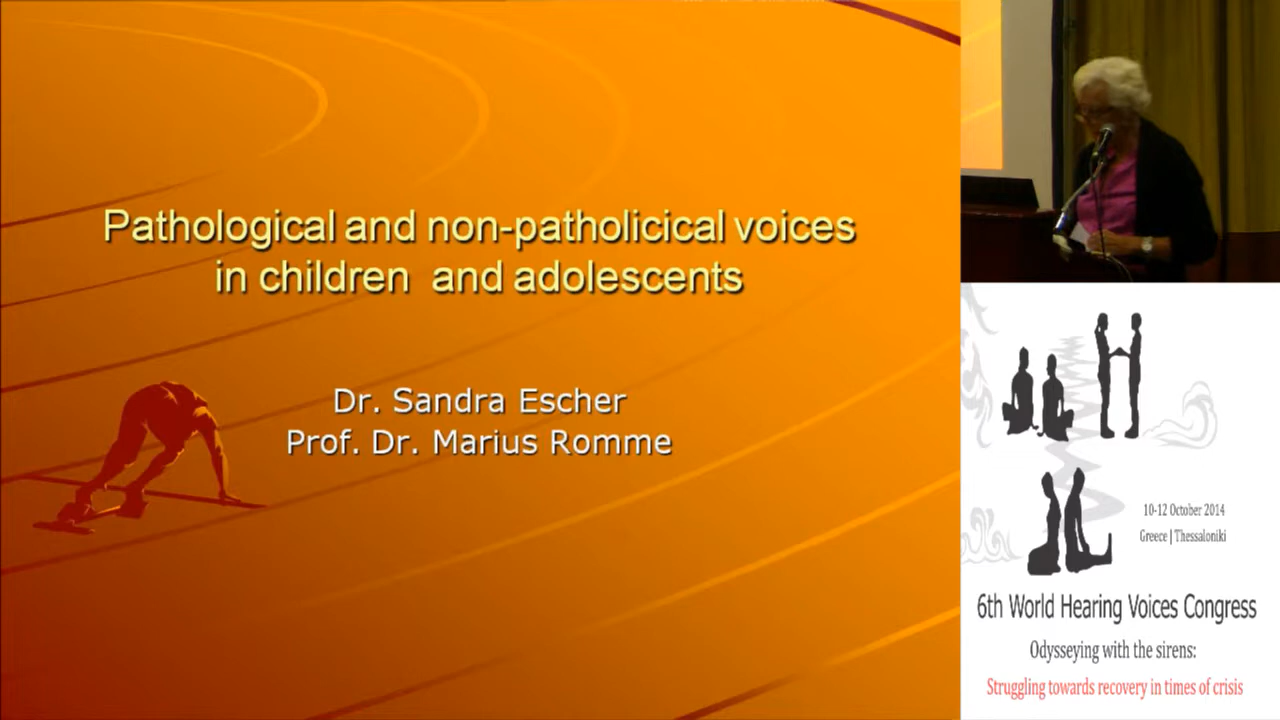 Pathological and non-patholicical voices
in children and adolescents
Dr. Sandra Escher
Prof. Dr. Marius Romme
10-12 October 2014
Greece | Thessaloniki
6th World Hearing Voices Congress
Odysseying with the sirens:
Struggling towards recovery in times of crisis